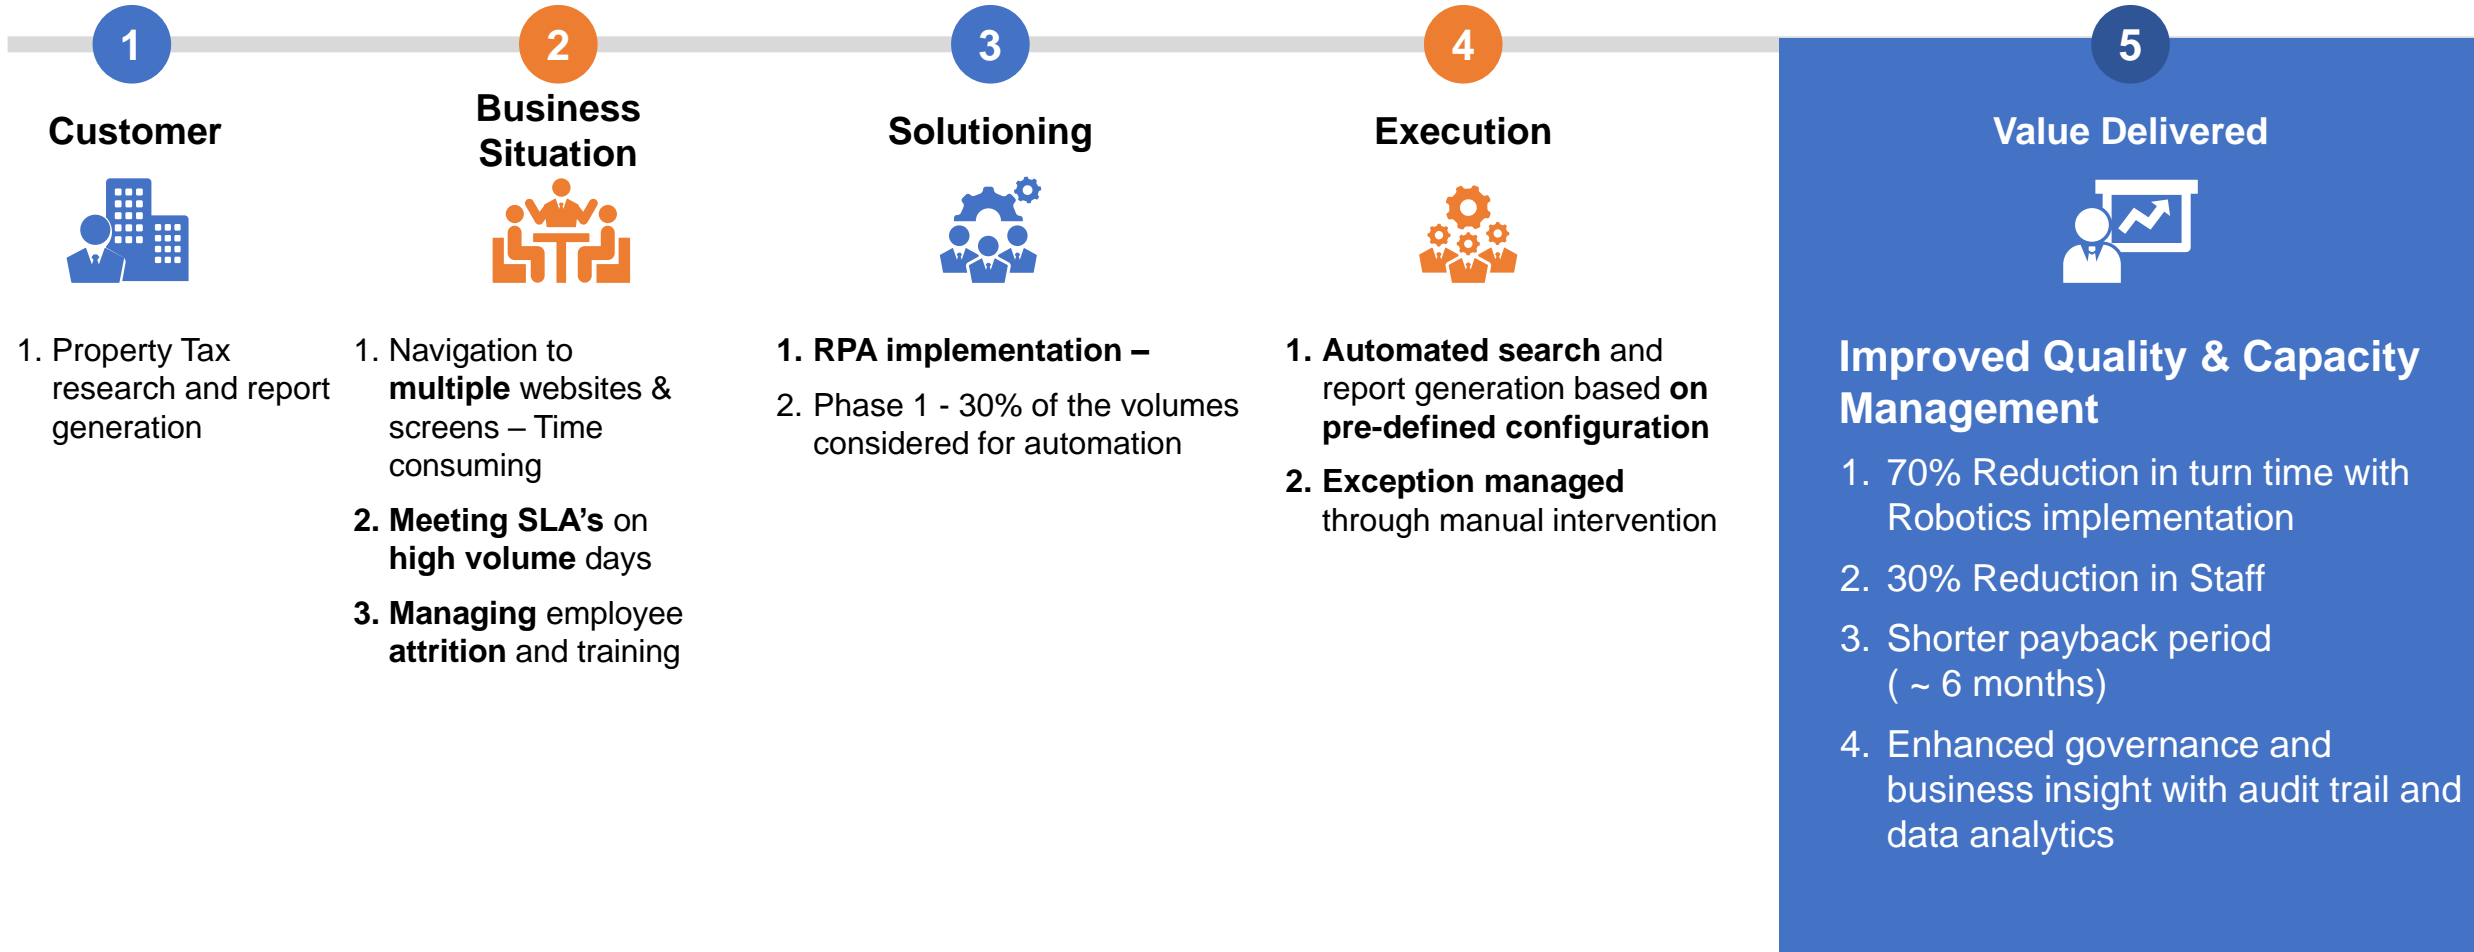 1
Customer
1. Property Tax
research and report
generation
2
Business
Situation
1. Navigation to
multiple websites &
screens – Time
consuming
2. Meeting SLA’s on
high volume days
3. Managing employee
attrition and training
3
Solutioning
1. RPA implementation –
2. Phase 1 - 30% of the volumes
considered for automation
4
Execution
1. Automated search and
report generation based on
pre-defined configuration
2. Exception managed
through manual intervention
5
Value Delivered
Improved Quality & Capacity
Management
1. 70% Reduction in turn time with
Robotics implementation
2. 30% Reduction in Staff
3. Shorter payback period
( ~ 6 months)
4. Enhanced governance and
business insight with audit trail and
data analytics